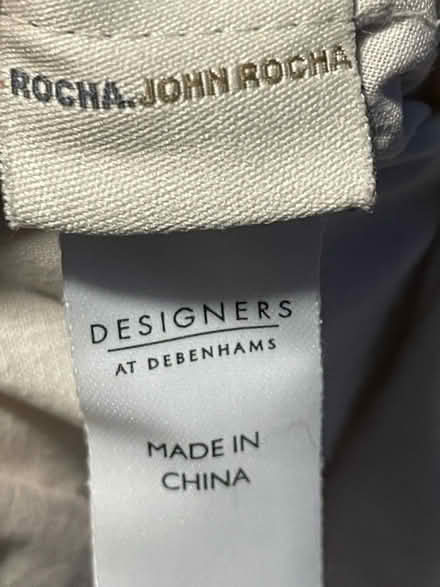 ROCHA.JOHN ROCHA
DESIGNERS
AT DEBENHAMS
MADE IN
CHINA